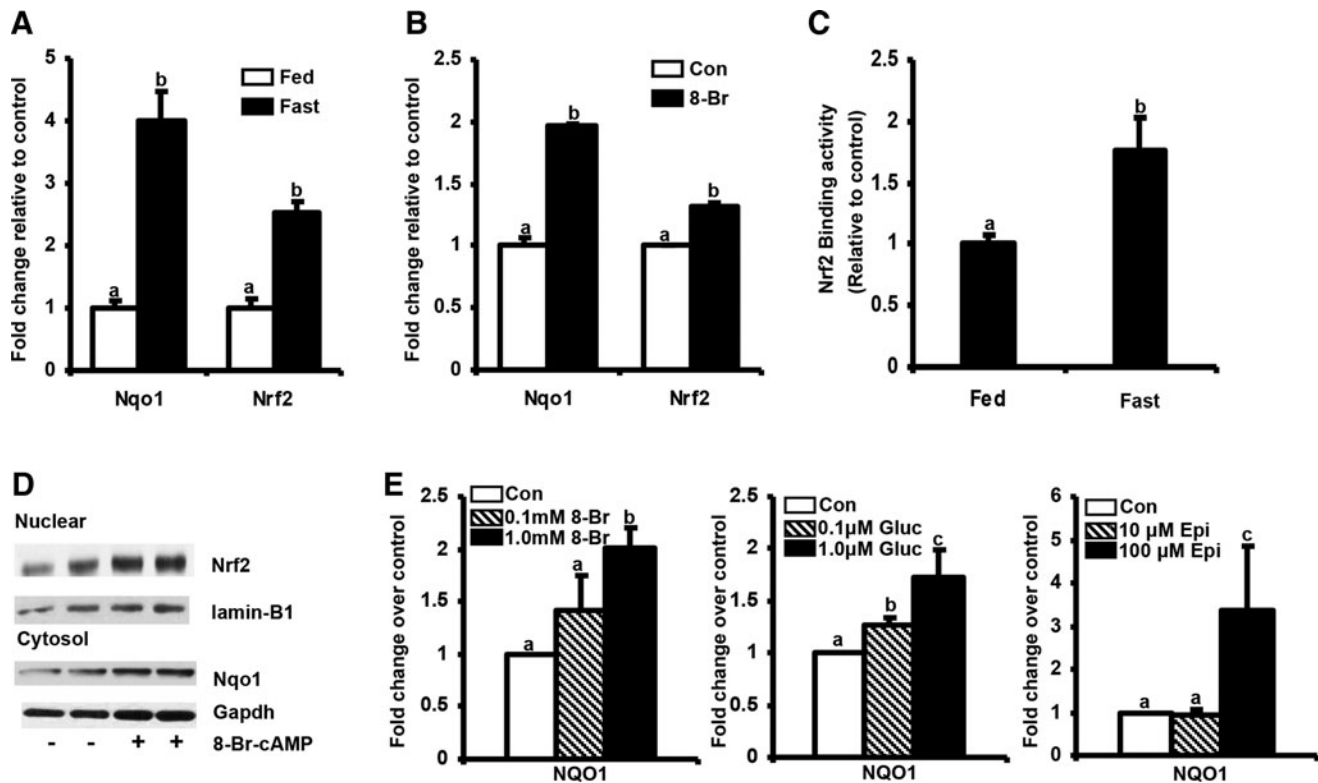 A
Fold change relative to control
5
4
3
2
1
0
Fed
Fast
a
b
a
b
Nqo1
Nrf2
B
Fold change relative to control
2.5
2
1.5
1
0.5
0
Con
8-Br
a
b
a
b
Nqo1
Nrf2
C
Nrf2 Binding activity
(Relative to control)
2.5
2
1.5
1
0.5
0
a
b
Fed
Fast
D
Nuclear
Nrf2
lamin-B1
Cytosol
Nqo1
Gapdh
- - + + 8-Br-cAMP
E
Fold change over control
2.5
2
1.5
1
0.5
0
Con
0.1mM 8-Br
1.0mM 8-Br
a
a
b
NQO1
Fold change over control
2.5
2
1.5
1
0.5
0
Con
0.1µM Gluc
1.0µM Gluc
a
b
c
NQO1
Fold change over control
6
5
4
3
2
1
0
Con
10 µM Epi
100 µM Epi
a
a
c
NQO1